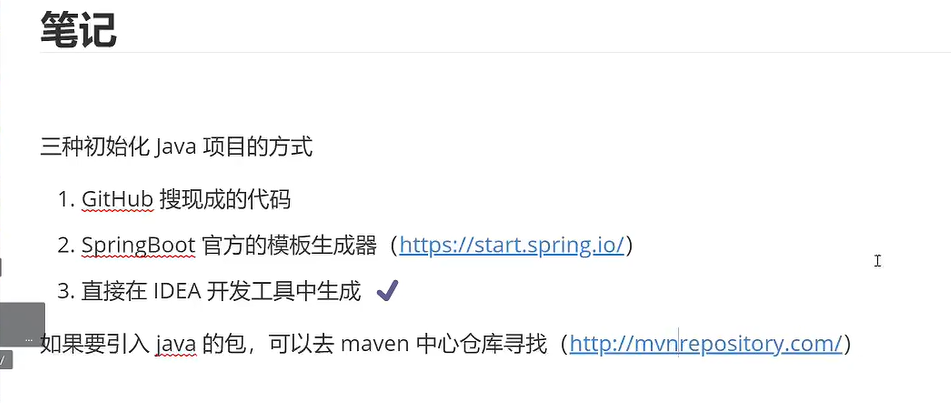 笔记
三种初始化 Java 项目的方式
1. GitHub 搜现成的代码
2. SpringBoot 官方的模板生成器（https://start.spring.io/）
3. 直接在 IDEA 开发工具中生成 ✔
...
/
如果要引入 java 的包，可以去 maven 中心仓库寻找（http://mvnrepository.com/）